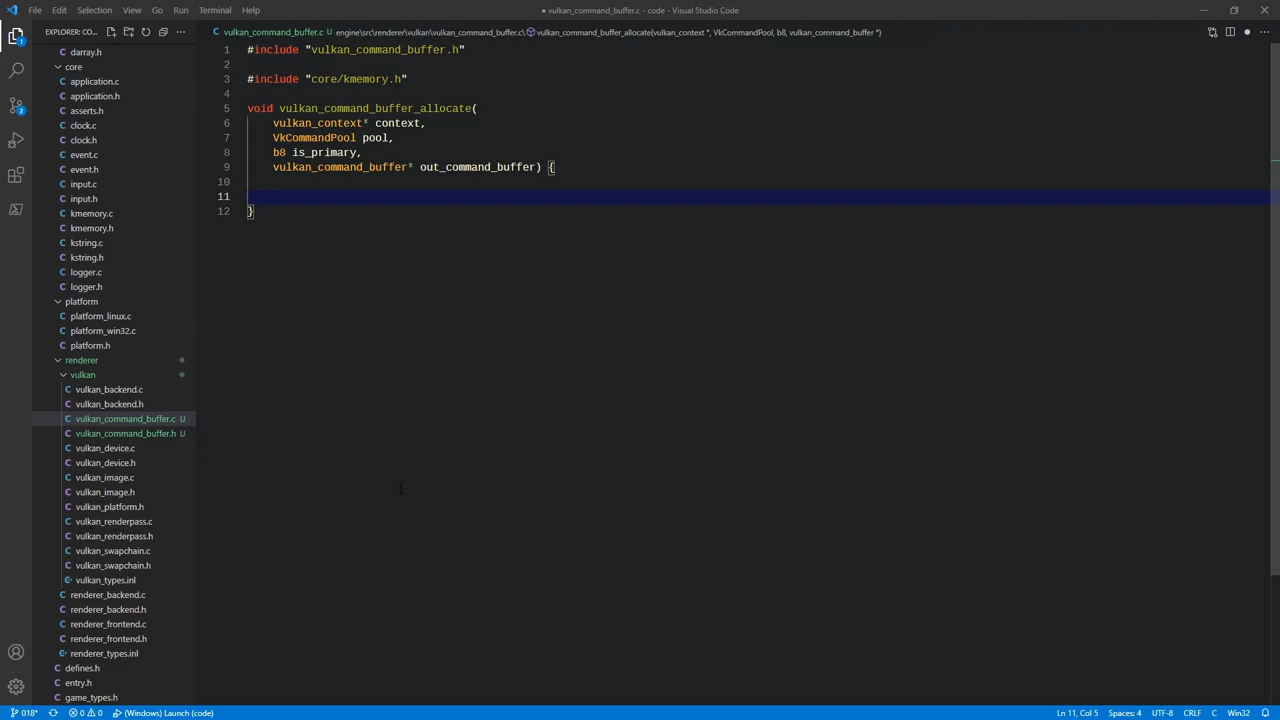 File Edit Selection View Go Run Terminal Help
● vulkan_command_buffer.c - code - Visual Studio Code
EXPLORER: CO...
darray.h
core
application.c
application.h
asserts.h
clock.c
clock.h
event.c
event.h
input.c
input.h
kmemory.c
kmemory.h
kstring.c
kstring.h
logger.c
logger.h
platform
platform_linux.c
platform_win32.c
platform.h
renderer
vulkan
vulkan_backend.c
vulkan_backend.h
vulkan_command_buffer.c U
vulkan_command_buffer.h U
vulkan_device.c
vulkan_device.h
vulkan_image.c
vulkan_image.h
vulkan_platform.h
vulkan_renderpass.c
vulkan_renderpass.h
vulkan_swapchain.c
vulkan_swapchain.h
vulkan_types.inl
renderer_backend.c
renderer_backend.h
renderer_frontend.c
renderer_frontend.h
renderer_types.inl
defines.h
entry.h
game_types.h
vulkan_command_buffer.c U engine\src\renderer\vulkan\vulkan_command_buffer.c\ vulkan_command_buffer_allocate(vulkan_context *, VkCommandPool, b8, vulkan_command_buffer *)
1 #include "vulkan_command_buffer.h"
2
3 #include "core/kmemory.h"
4
5 void vulkan_command_buffer_allocate(
6 vulkan_context* context,
7 VkCommandPool pool,
8 b8 is_primary,
9 vulkan_command_buffer* out_command_buffer) {
10
11
12 }
1
2
018* 0 0 (Windows) Launch (code)
Ln 11, Col 5 Spaces: 4 UTF-8 CRLF C Win32